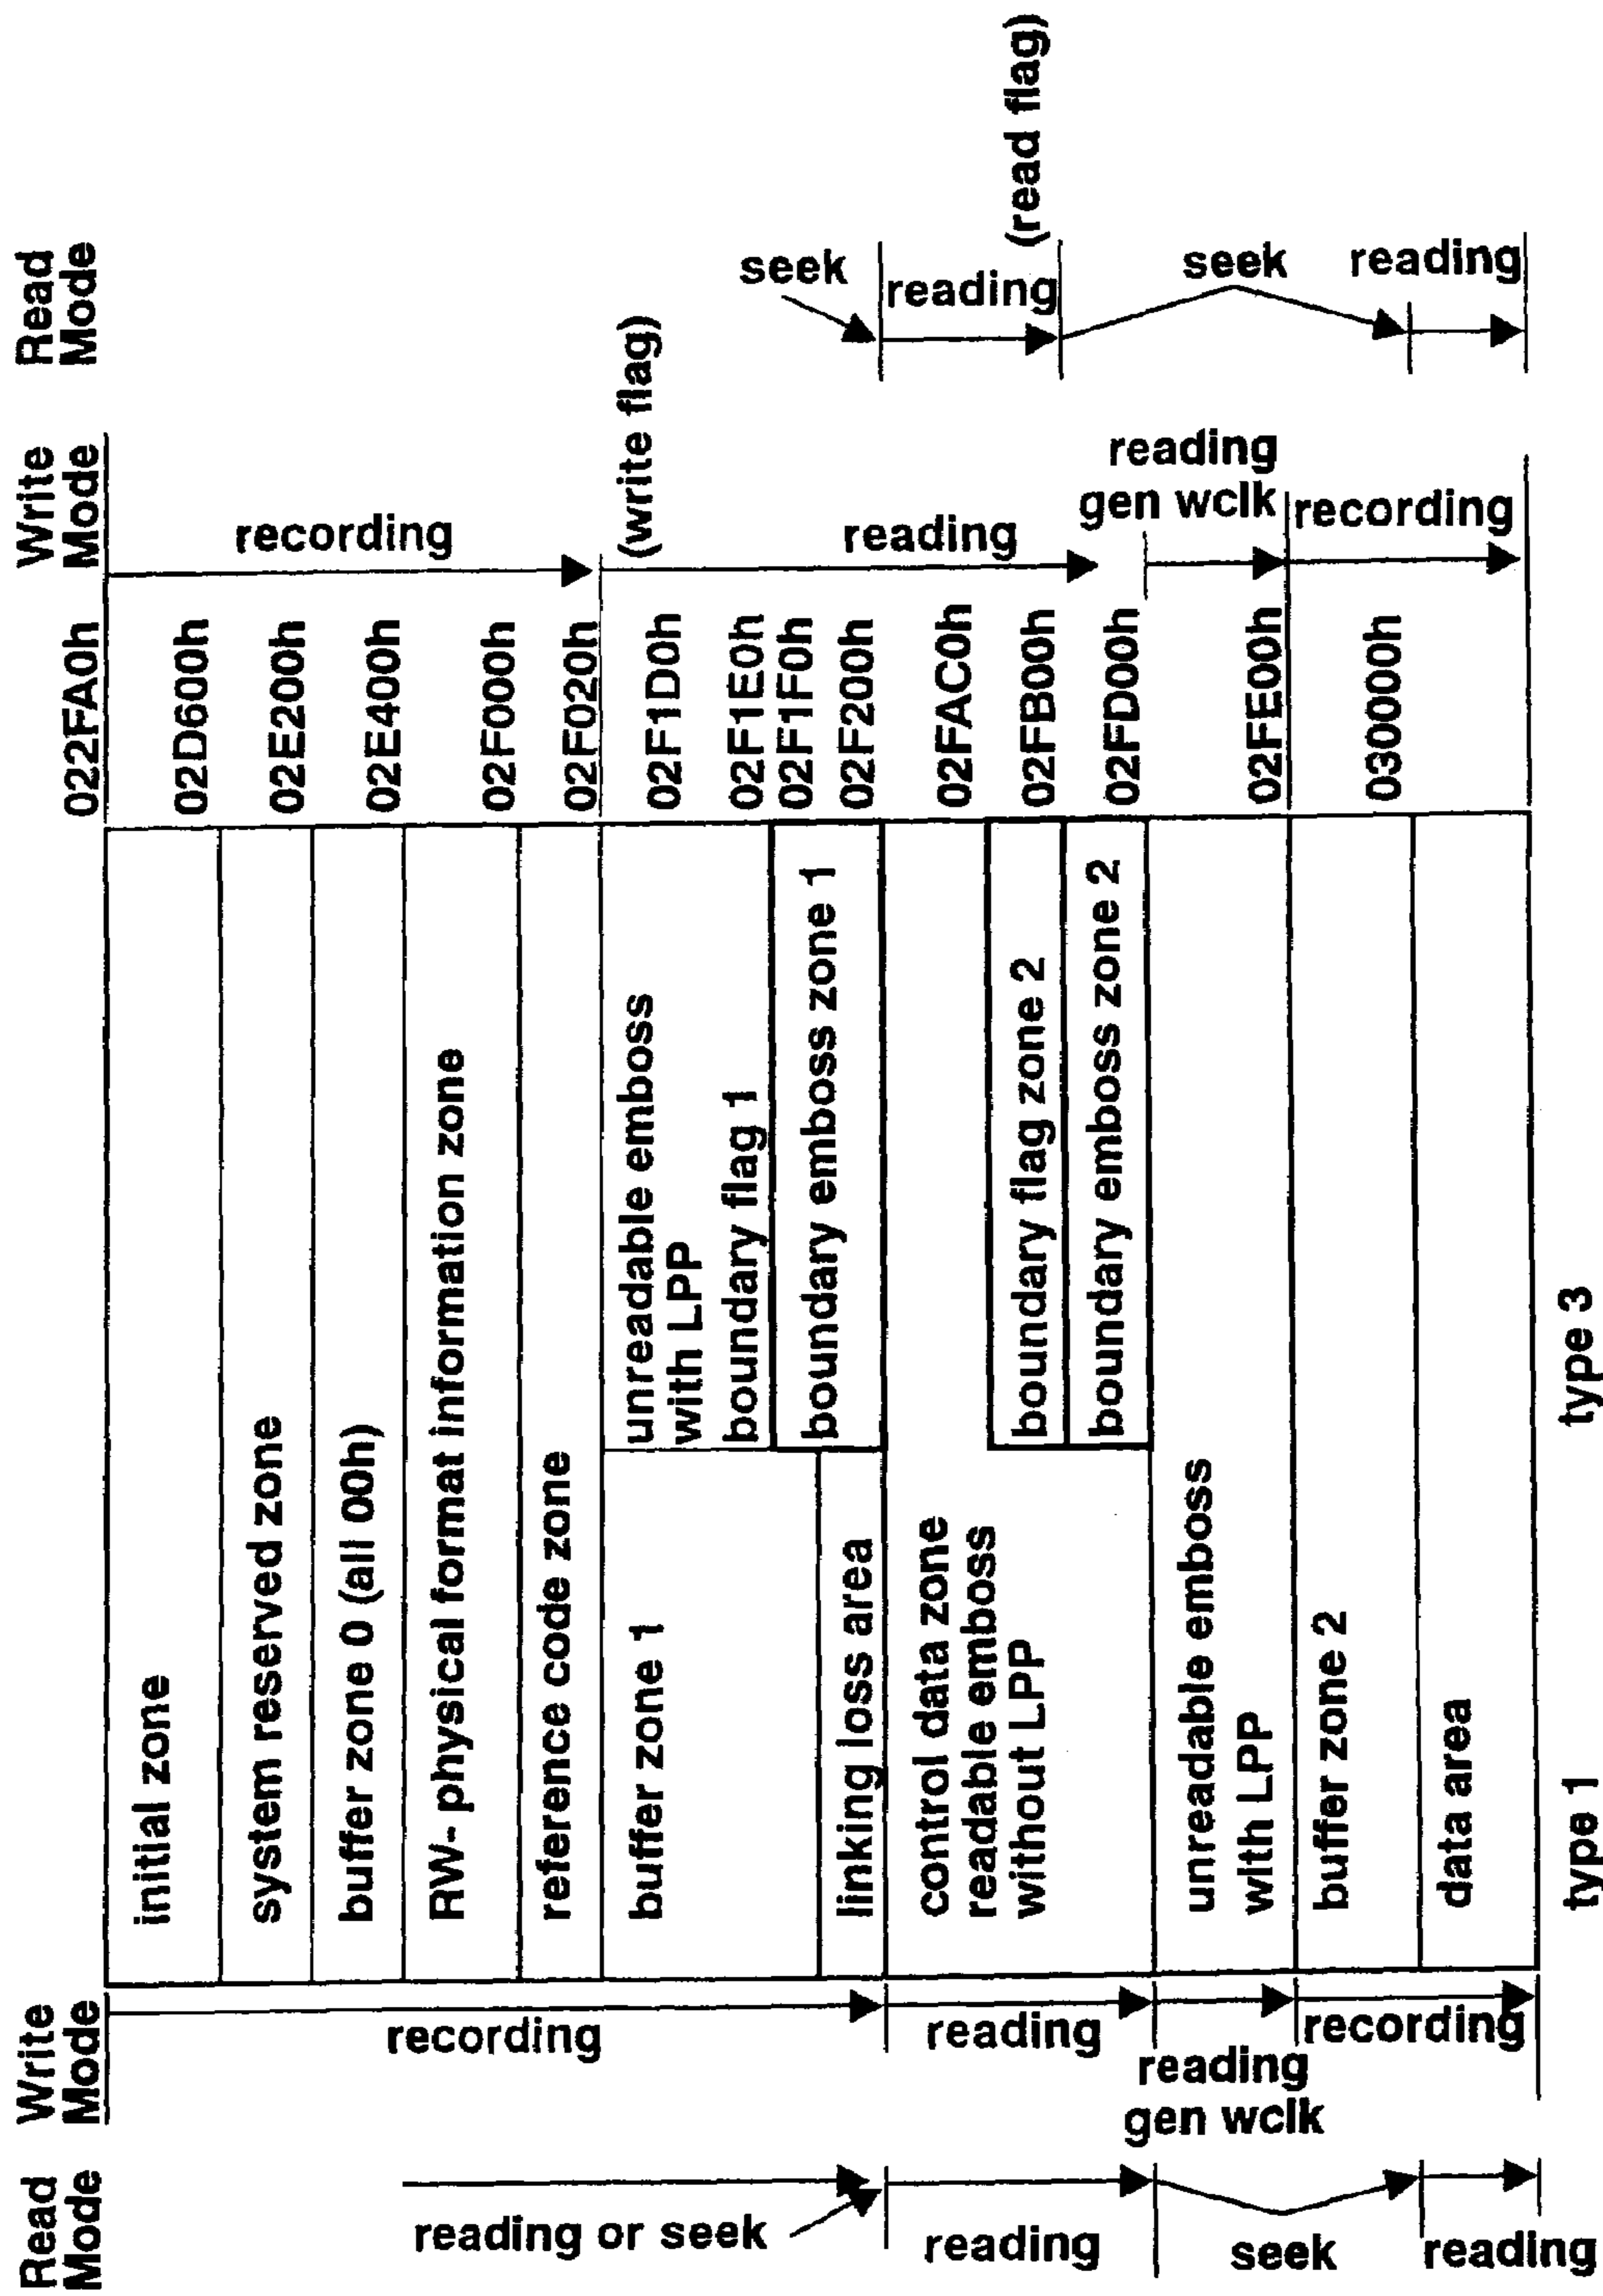 Read
Mode
Write
Mode
initial zone
system reserved zone
buffer zone 0 (all 00h)
RW- physical format information zone
reference code zone
buffer zone 1
linking loss area
control data zone
readable emboss
without LPP
unreadable emboss
with LPP
buffer zone 2
data area
type 1
unreadable emboss
with LPP
boundary flag 1
boundary emboss zone 1
boundary flag zone 2
boundary emboss zone 2
type 3
022FA0h
02D600h
02E200h
02E400h
02F000h
02F020h
02F1D0h
02F1E0h
02F1F0h
02F200h
02FAC0h
02FB00h
02FD00h
02FE00h
030000h
reading or seek
reading
seek
reading
recording
reading
reading
gen wclk
recording
Write
Mode
recording
(write flag)
reading
reading
gen wclk
recording
Read
Mode
seek
reading
(read flag)
seek
reading